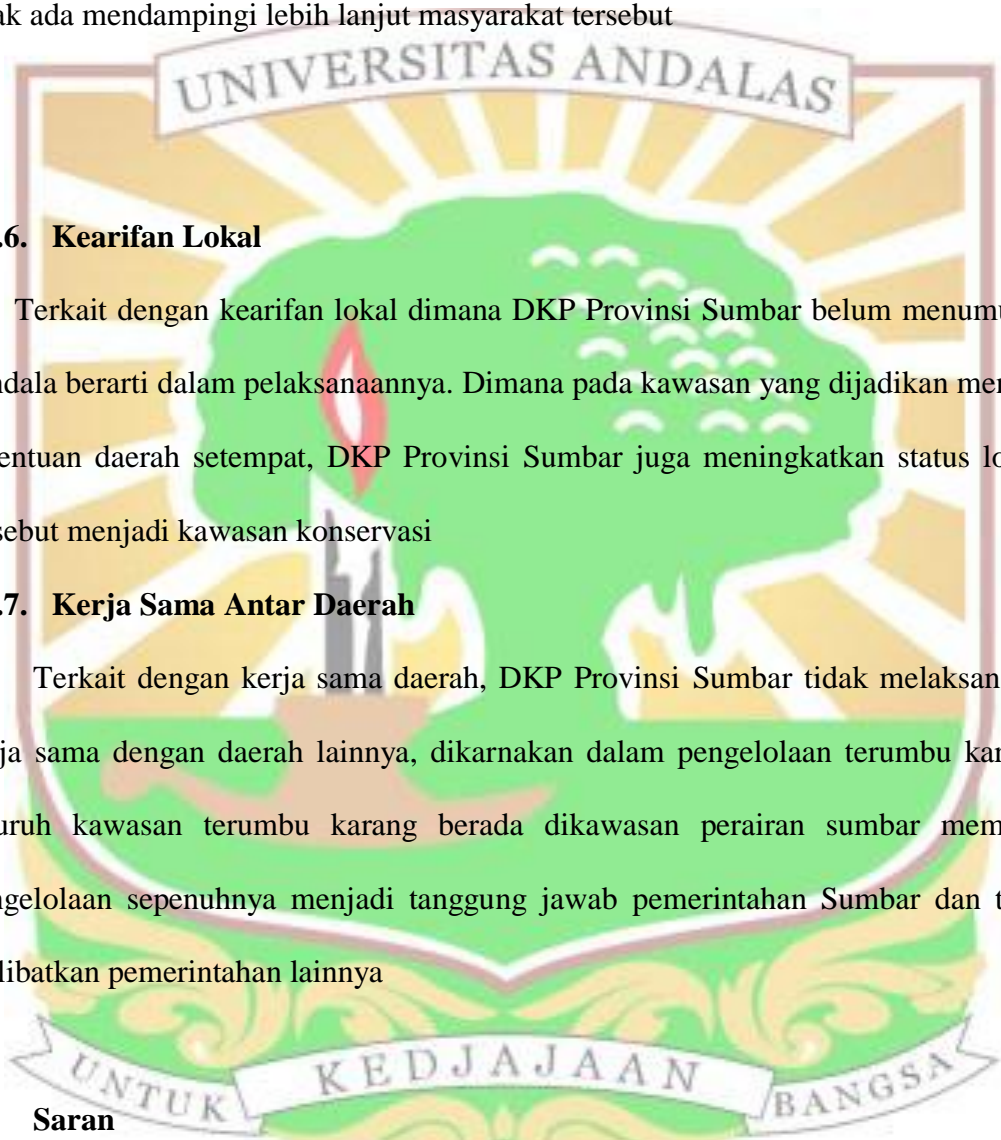 ak ada mendampingi lebih lanjut masyarakat tersebut
UNIVERSITAS ANDALAS
.6. Kearifan Lokal
Terkait dengan kearifan lokal dimana DKP Provinsi Sumbar belum menumu
ndala berarti dalam pelaksanaannya. Dimana pada kawasan yang dijadikan men
entuan daerah setempat, DKP Provinsi Sumbar juga meningkatkan status lo
sebut menjadi kawasan konservasi
.7. Kerja Sama Antar Daerah
Terkait dengan kerja sama daerah, DKP Provinsi Sumbar tidak melaksan
ja sama dengan daerah lainnya, dikarnakan dalam pengelolaan terumbu kar
uruh kawasan terumbu karang berada dikawasan perairan sumbar mem
ngelolaan sepenuhnya menjadi tanggung jawab pemerintahan Sumbar dan t
libatkan pemerintahan lainnya
UNTUK KEDJAJAAN BANGSA
Saran